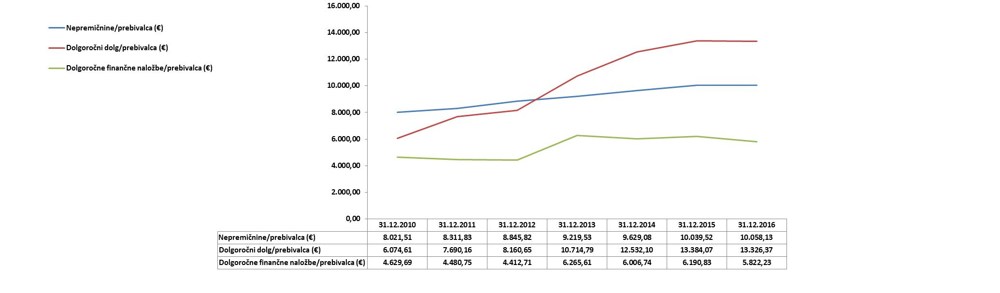 Nepremičnine/prebivalca (€)
Dolgoročni dolg/prebivalca (€)
Dolgoročne finančne naložbe/prebivalca (€)
16.000,00
14.000,00
12.000,00
10.000,00
8.000,00
6.000,00
4.000,00
2.000,00
0,00
31.12.2010 31.12.2011 31.12.2012 31.12.2013 31.12.2014 31.12.2015 31.12.2016
Nepremičnine/prebivalca (€) 8.021,51 8.311,83 8.845,82 9.219,53 9.629,08 10.039,52 10.058,13
Dolgoročni dolg/prebivalca (€) 6.074,61 7.690,16 8.160,65 10.714,79 12.532,10 13.384,07 13.326,37
Dolgoročne finančne naložbe/prebivalca (€) 4.629,69 4.480,75 4.412,71 6.265,61 6.006,74 6.190,83 5.822,23